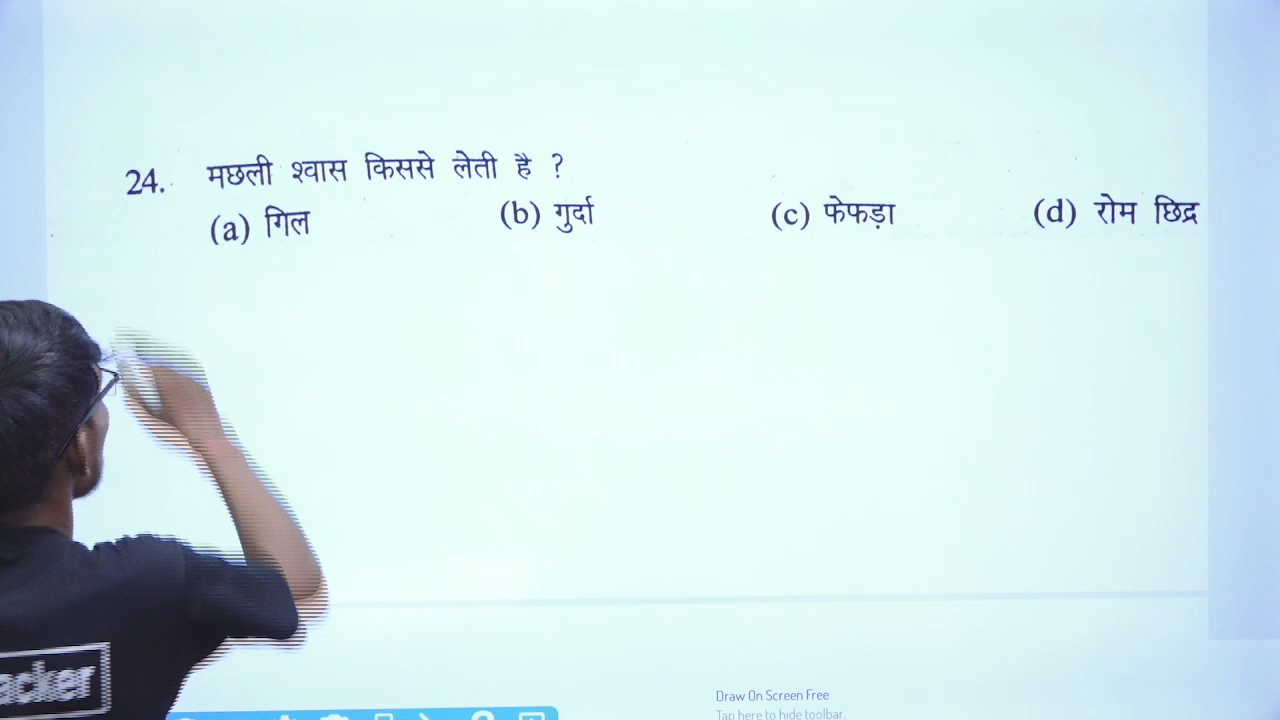 24. मछली श्वास किससे लेती है ?
(a) गिल (b) गुर्दा (c) फेफड़ा (d) रोम छिद्र
acker
Draw On Screen Free
Tap here to hide toolbar.